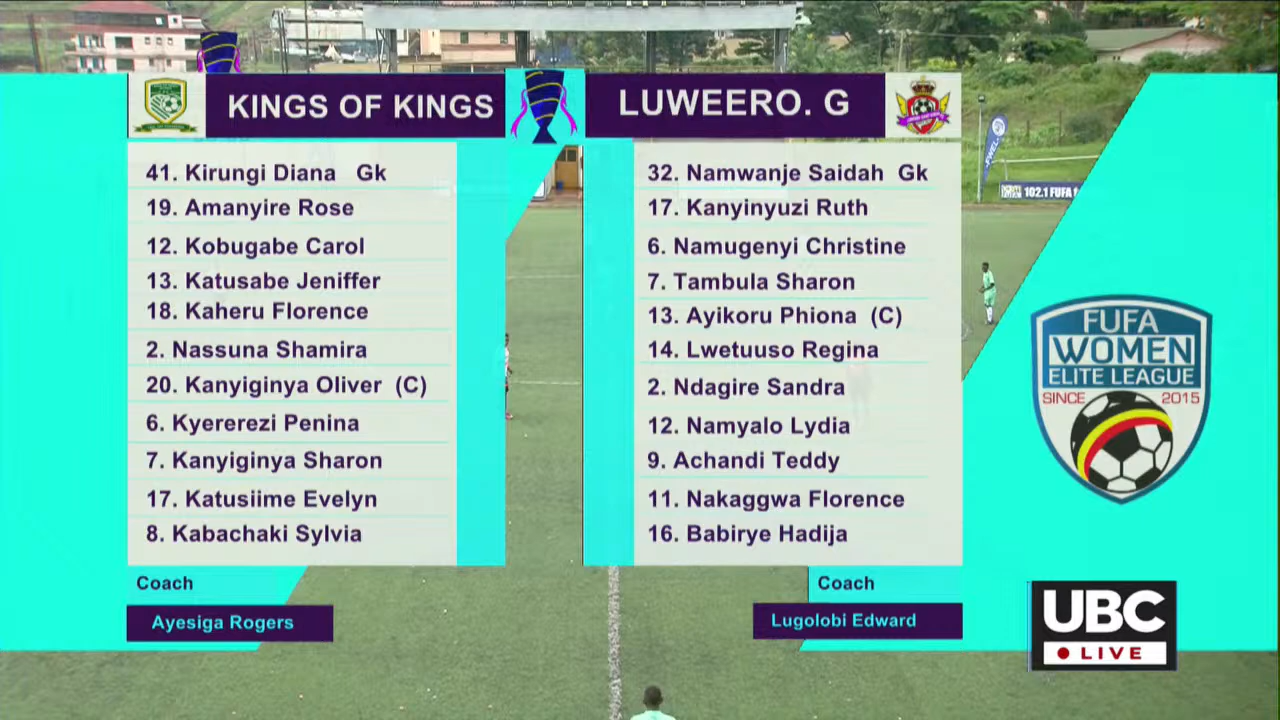 KINGS OF KINGS
41. Kirungi Diana Gk
19. Amanyire Rose
12. Kobugabe Carol
13. Katusabe Jeniffer
18. Kaheru Florence
2. Nassuna Shamira
20. Kanyiginya Oliver (C)
6. Kyererezi Penina
7. Kanyiginya Sharon
17. Katusiime Evelyn
8. Kabachaki Sylvia
Coach
Ayesiga Rogers
LUWEERO. G
32. Namwanje Saidah Gk
17. Kanyinyuzi Ruth
6. Namugenyi Christine
7. Tambula Sharon
13. Ayikoru Phiona (C)
14. Lwetuuso Regina
2. Ndagire Sandra
12. Namyalo Lydia
9. Achandi Teddy
11. Nakaggwa Florence
16. Babirye Hadija
Coach
Lugolobi Edward
FWEL
102.1 FUFA
FUFA
WOMEN
ELITE LEAGUE
SINCE 2015
UBC
LIVE